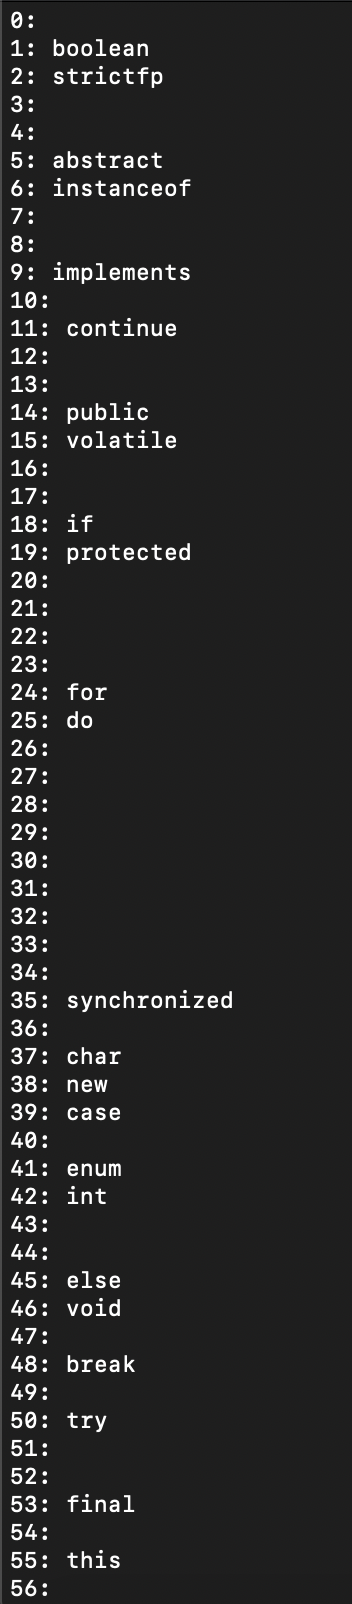 0:
1: boolean
2: strictfp
3:
4:
5: abstract
6: instanceof
7:
8:
9: implements
10:
11: continue
12:
13:
14: public
15: volatile
16:
17:
18: if
19: protected
20:
21:
22:
23:
24: for
25: do
26:
27:
28:
29:
30:
31:
32:
33:
34:
35: synchronized
36:
37: char
38: new
39: case
40:
41: enum
42: int
43:
44:
45: else
46: void
47:
48: break
49:
50: try
51:
52:
53: final
54:
55: this
56: